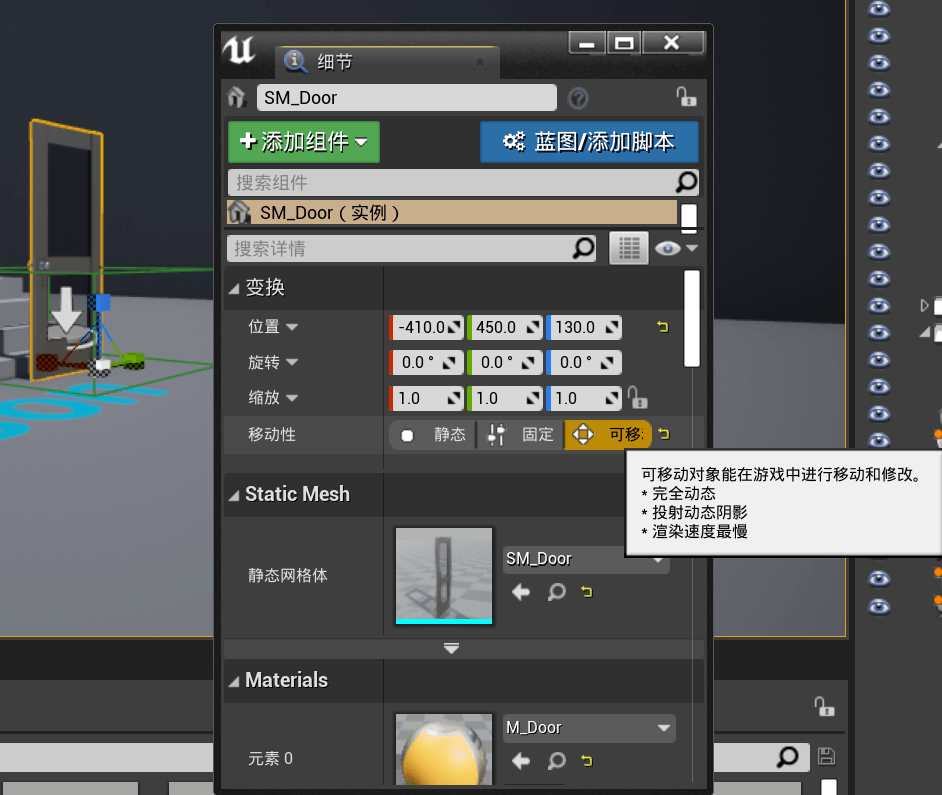 细节
SM_Door
添加组件
蓝图/添加脚本
搜索组件
SM_Door（实例）
搜索详情
变换
位置 -410.0 450.0 130.0
旋转 0.0 ° 0.0 ° 0.0 °
缩放 1.0 1.0 1.0
移动性 静态 固定 可移
可移动对象能在游戏中进行移动和修改。
* 完全动态
* 投射动态阴影
* 渲染速度最慢
Static Mesh
静态网格体
SM_Door
Materials
元素 0
M_Door